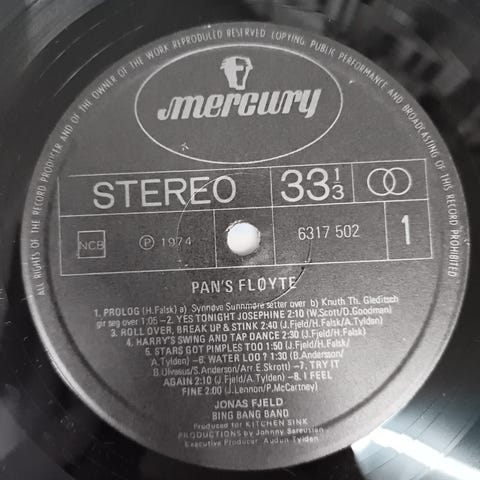 ALL RIGHTS OF THE RECORD PRODUCER AND OF THE OWNER OF THE WORK REPRODUCED RESERVED COPYING, PUBLIC PERFORMANCE AND BROADCASTING OF THIS RECORD PROHIBITED
mercury
STEREO 33 1/3
NCB ℗ 1974 6317 502 1
PAN'S FLØYTE
1. PROLOG (H.Falsk) a) Synnøve Sunnmøre setter over b) Knuth Th. Gleditsch
gir seg over 1:05 –2. YES TONIGHT JOSEPHINE 2:10 (W.Scott/D.Goodman)
3. ROLL OVER, BREAK UP & STINK 2:40 (J.Fjeld/H.Falsk/A.Tylden)
4. HARRY'S SWING AND TAP DANCE 2:30 (J.Fjeld/H.Falsk)
5. STARS GOT PIMPLES TOO 1:50 (J.Fjeld/H.Falsk/
A.Tylden) –6. WATER LOO ? 1:30 (B.Andersson/
B.Ulvaeus/S.Anderson/Arr.E.Skrott) –7. TRY IT
AGAIN 2:10 (J.Fjeld/A.Tylden) –8. I FEEL
FINE 2:00 (J.Lennon/P.McCartney)
JONAS FJELD
BING BANG BAND
Produced for KITCHEN SINK
PRODUCTIONS by Johnny Sareussen
Executive Producer Audun Tylden